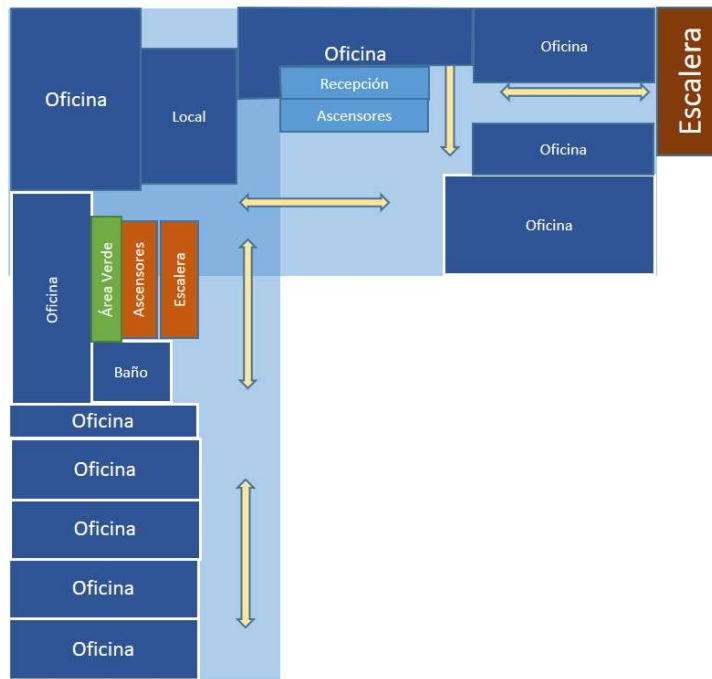 Oficina
Local
Oficina
Recepción
Ascensores
Oficina
Escalera
Oficina
Oficina
Oficina
Área Verde
Ascensores
Escalera
Baño
Oficina
Oficina
Oficina
Oficina
Oficina